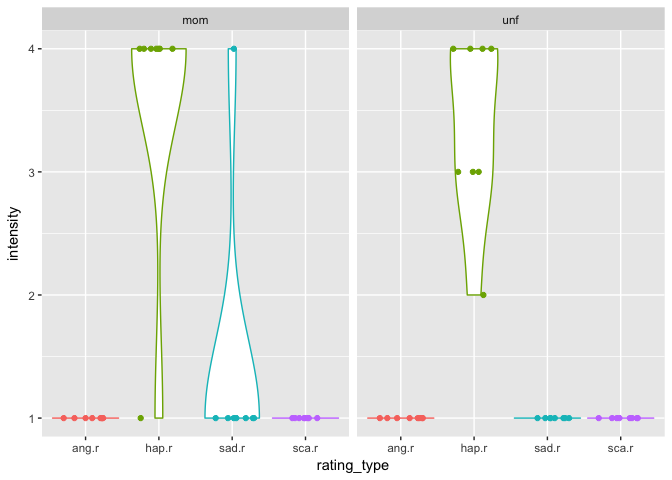 mom unf
intensity
4
3
2
1
ang.r hap.r sad.r sca.r ang.r hap.r sad.r sca.r
rating_type